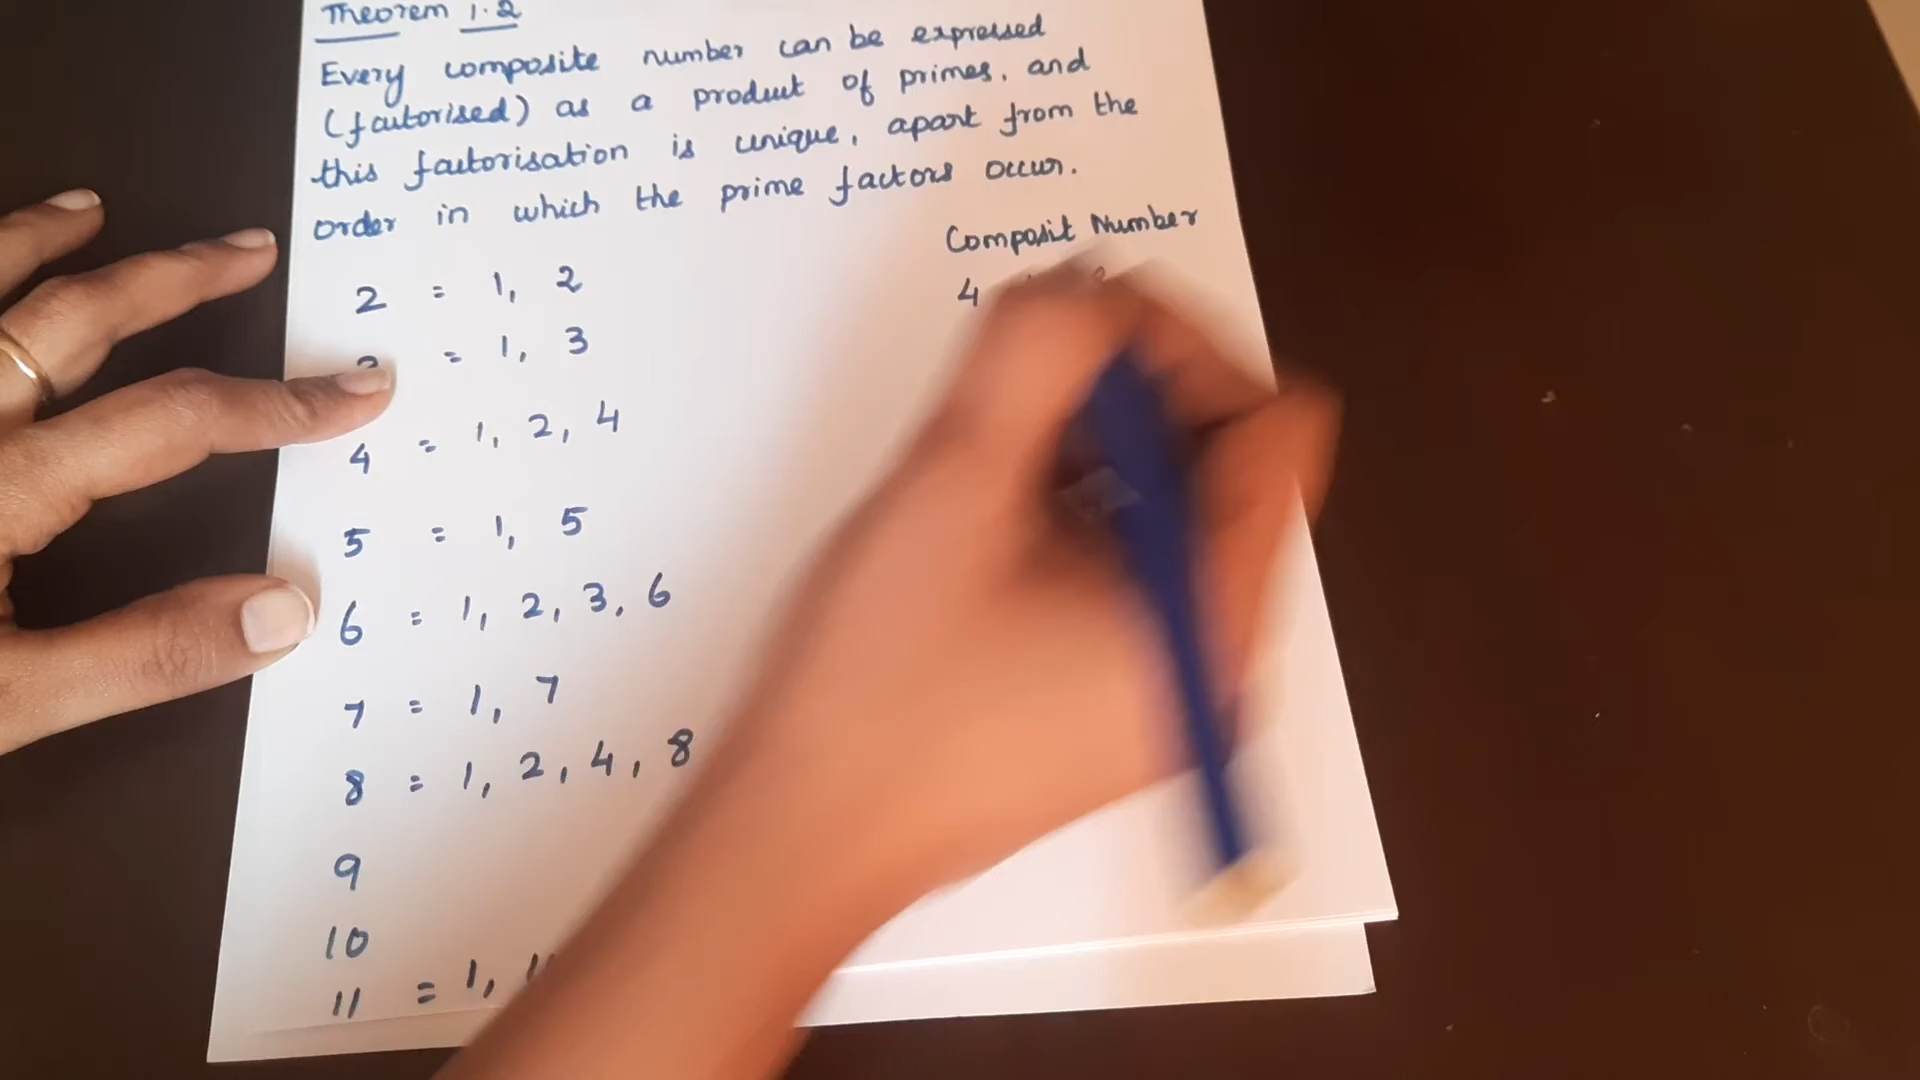 Theorem 1.2
Every composite number can be expressed
(factorised) as a product of primes, and
this factorisation is unique, apart from the
order in which the prime factors occur.
Composit Number
4
2 = 1, 2
= 1, 3
4 = 1, 2, 4
5 = 1, 5
6 = 1, 2, 3, 6
7 = 1, 7
8 = 1, 2, 4, 8
9
10
11 = 1,